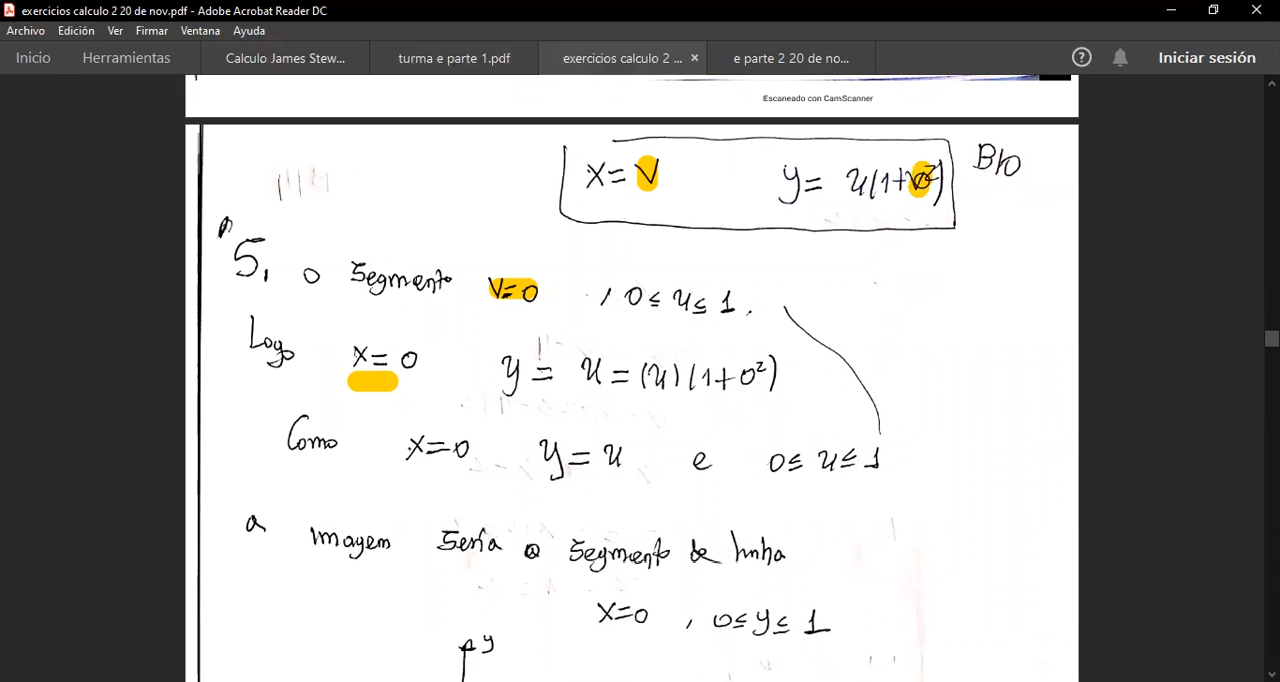 exercicios calculo 2 20 de nov.pdf - Adobe Acrobat Reader DC
Archivo Edición Ver Firmar Ventana Ayuda
Inicio Herramientas Calculo James Stew... turma e parte 1.pdf exercicios calculo 2 ... × e parte 2 20 de no... Iniciar sesión
Escaneado con CamScanner
x= v y= u(1+v²)
S₁ o segmento v=0 , 0≤ u≤ 1.
Logo x= 0 y = u = (u)(1+0²)
Como x=0 y= u e 0≤ u ≤ 1
a imagem seria o segmento de linha
x=0 , 0≤ y ≤ 1
y